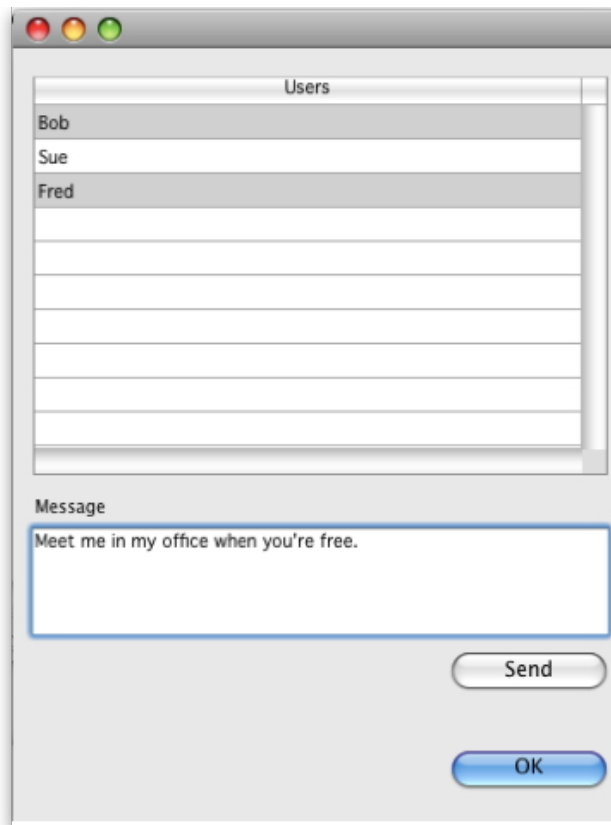 Users
Bob
Sue
Fred
Message
Meet me in my office when you're free.
Send
OK